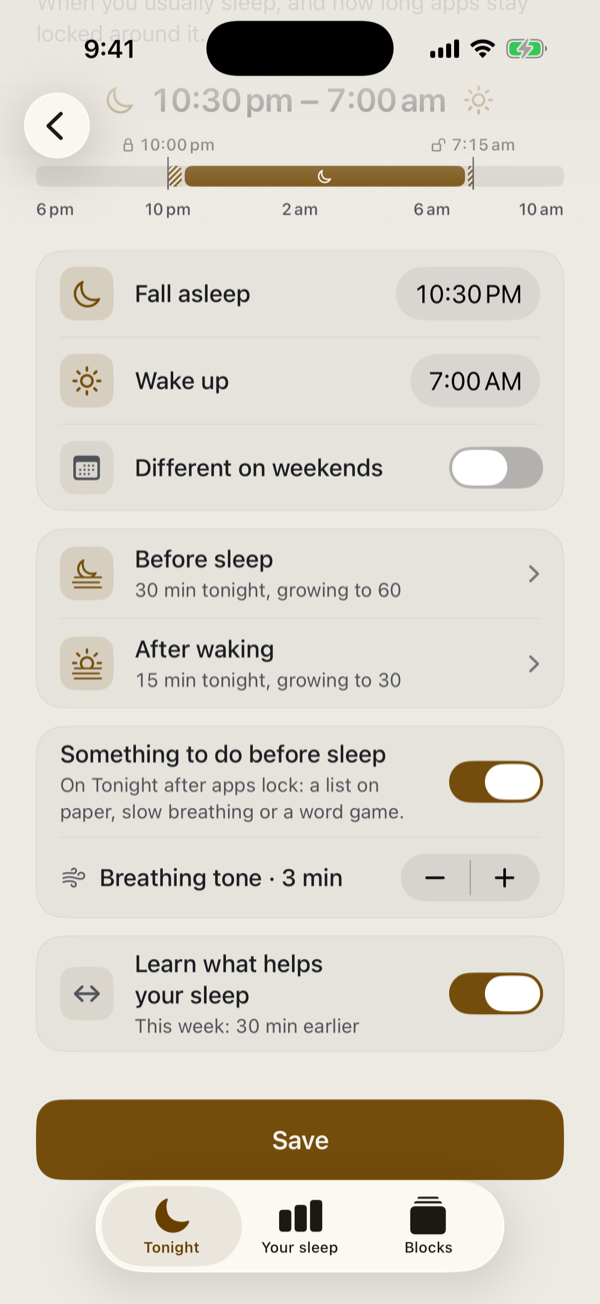 When you usually sleep, and how long apps stay
locked around it.
9:41
10:30 pm – 7:00 am
10:00 pm
7:15 am
6 pm
10 pm
2 am
6 am
10 am
Fall asleep
10:30 PM
Wake up
7:00 AM
Different on weekends
Before sleep
30 min tonight, growing to 60
After waking
15 min tonight, growing to 30
Something to do before sleep
On Tonight after apps lock: a list on
paper, slow breathing or a word game.
Breathing tone · 3 min
Learn what helps
your sleep
This week: 30 min earlier
Save
Tonight
Your sleep
Blocks